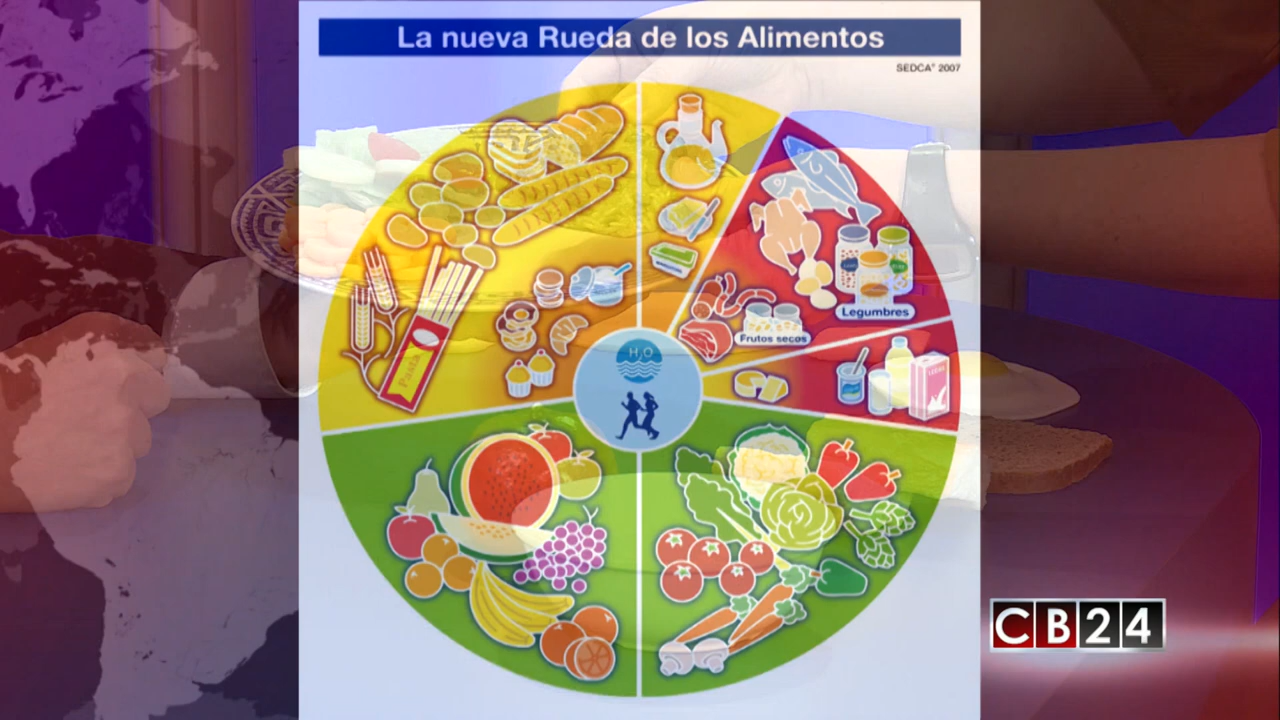 La nueva Rueda de los Alimentos
SEDCA® 2007
Legumbres
Frutos secos
H₂O
Pasta
CB24